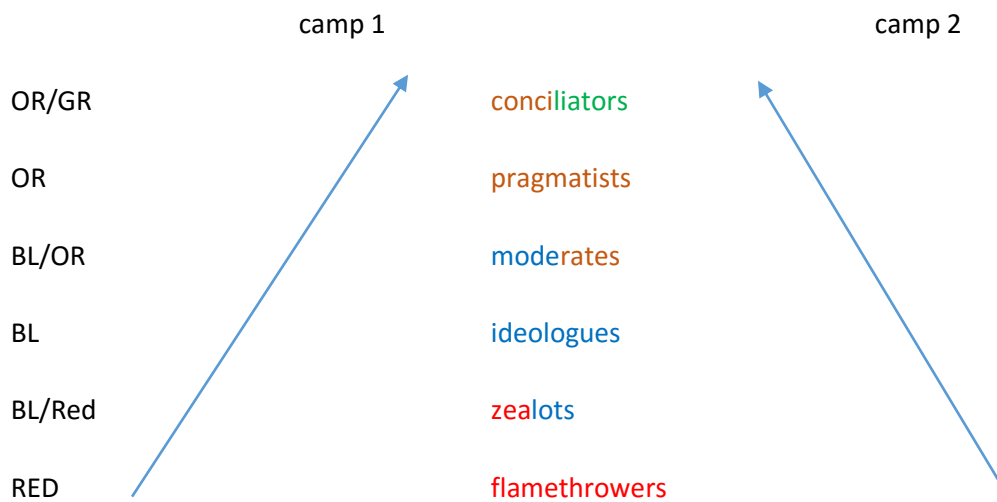 camp 1 camp 2
OR/GR conciliators
OR pragmatists
BL/OR moderates
BL ideologues
BL/Red zealots
RED flamethrowers